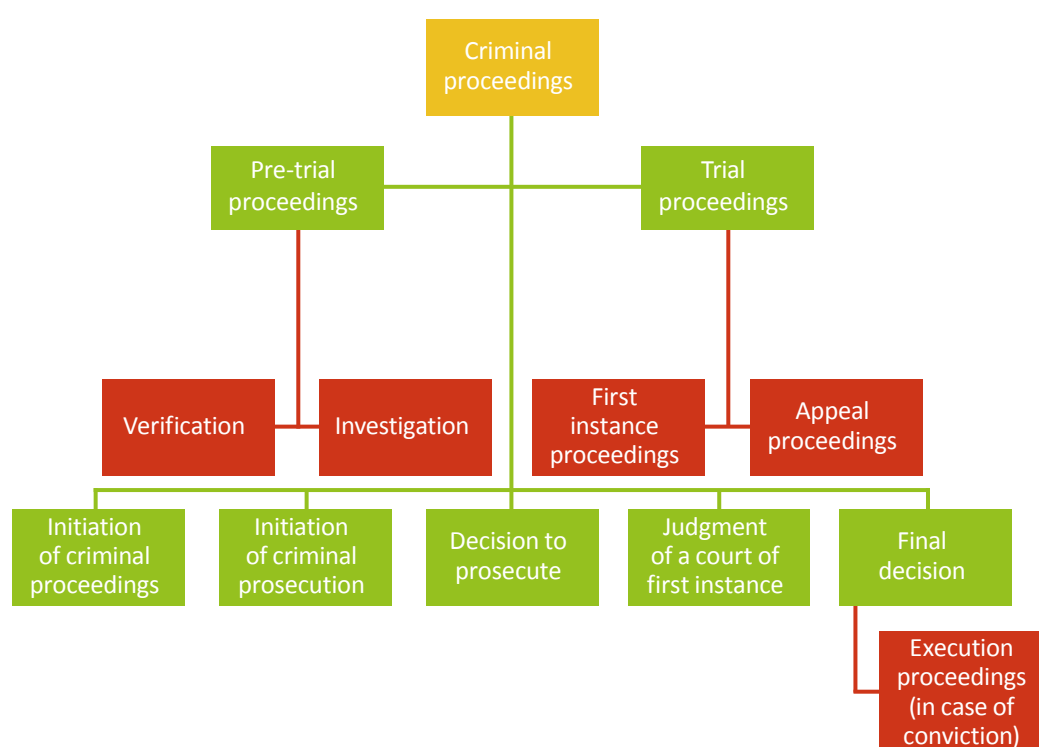 Criminal
proceedings
Pre-trial
proceedings
Trial
proceedings
Verification
Investigation
First
instance
proceedings
Appeal
proceedings
Initiation
of criminal
proceedings
Initiation
of criminal
prosecution
Decision to
prosecute
Judgment
of a court of
first instance
Final
decision
Execution
proceedings
(in case of
conviction)